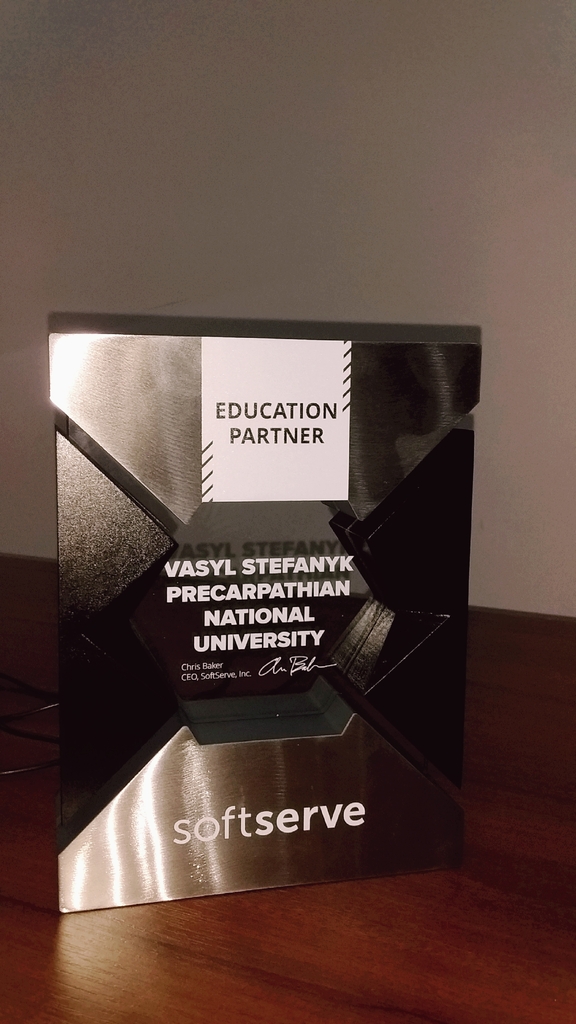 EDUCATION
PARTNER
VASYL STEFANYK
PRECARPATHIAN
NATIONAL
UNIVERSITY
Chris Baker
CEO, SoftServe, Inc.
softserve